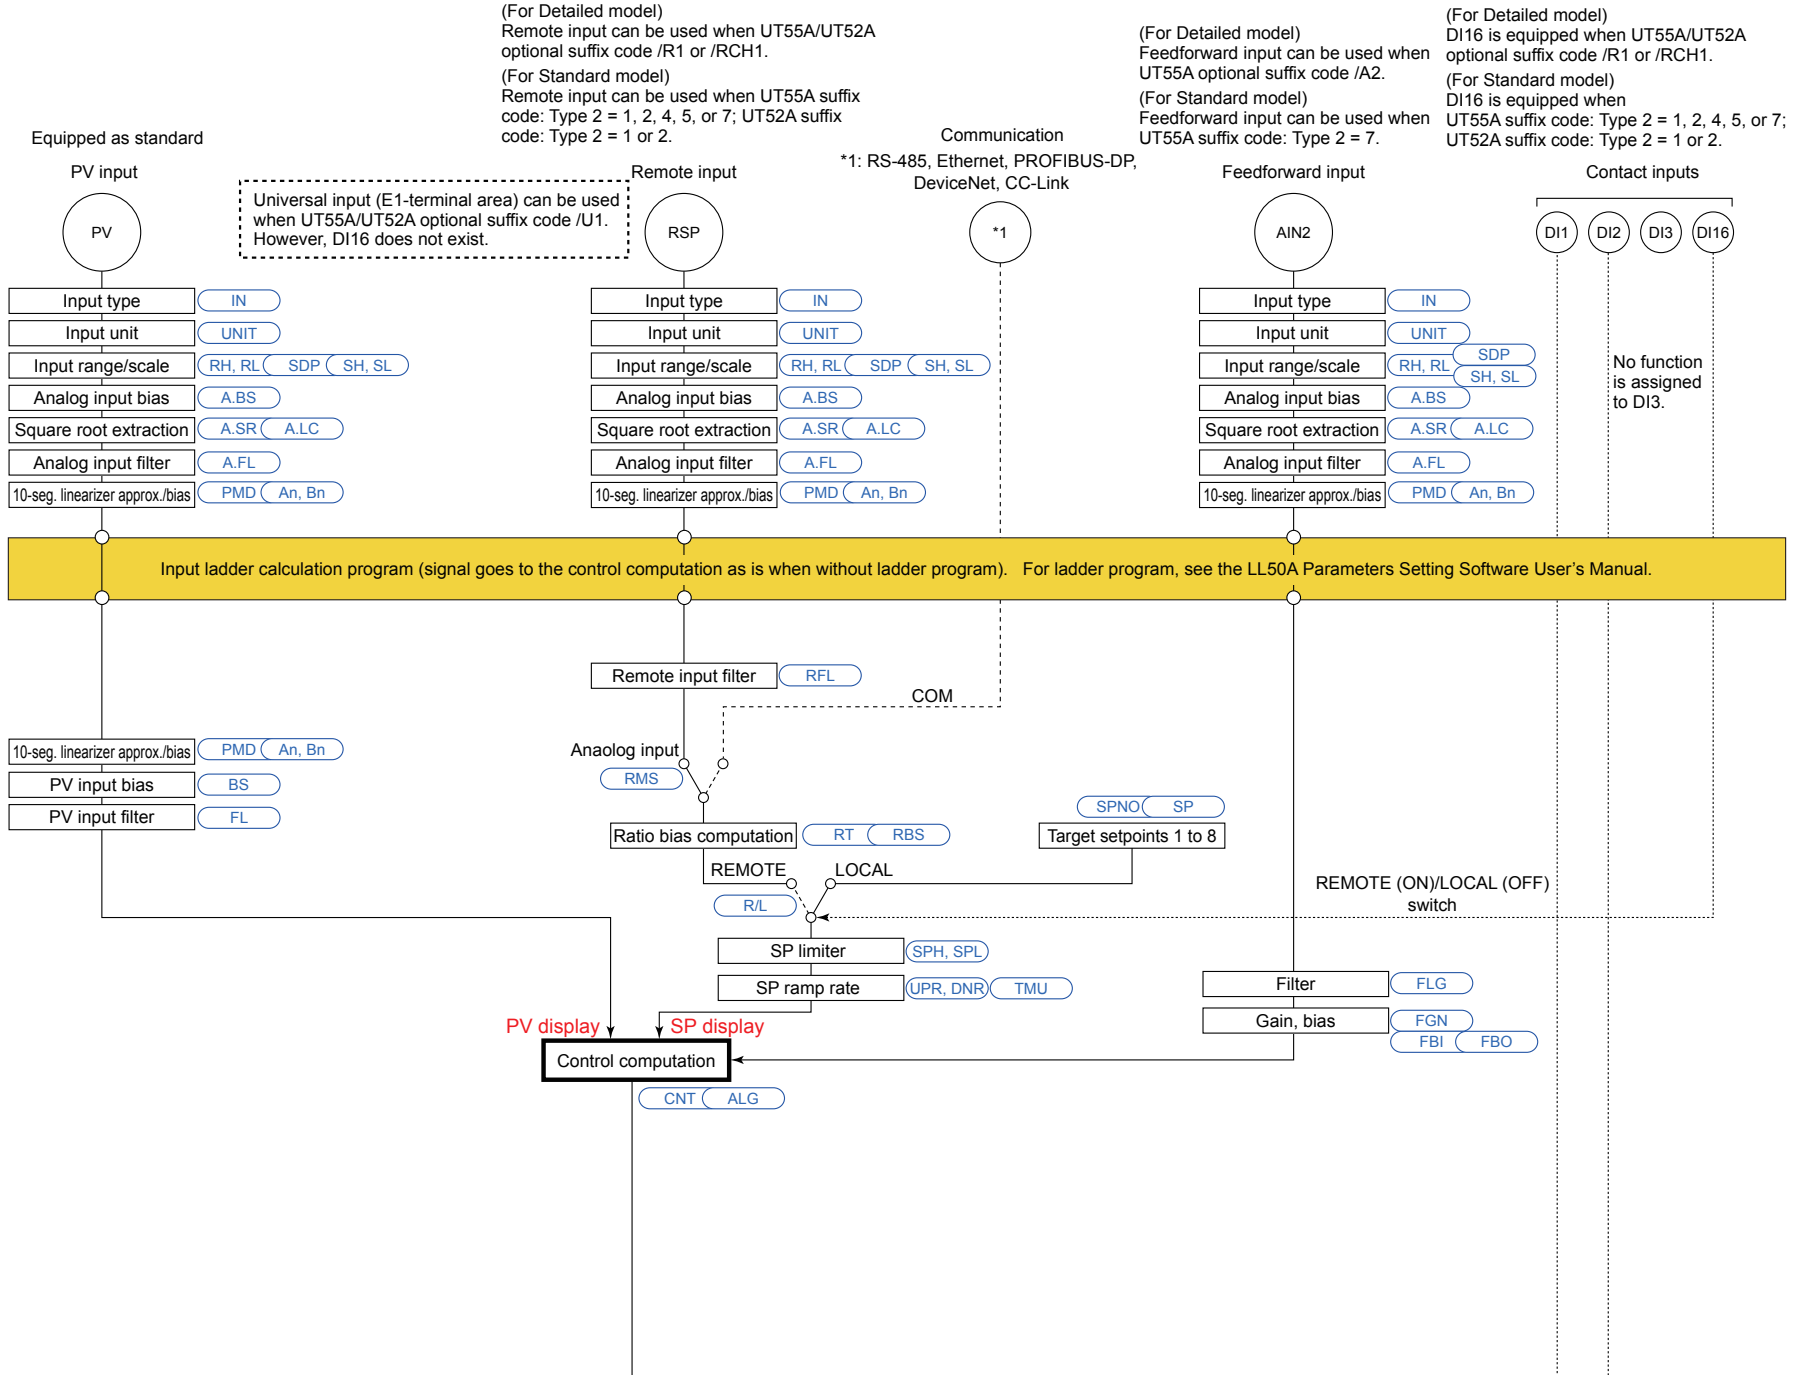 (For Detailed model)
Remote input can be used when UT55A/UT52A
optional suffix code /R1 or /RCH1.
(For Standard model)
Remote input can be used when UT55A suffix
code: Type 2 = 1, 2, 4, 5, or 7; UT52A suffix
code: Type 2 = 1 or 2.
(For Detailed model)
Feedforward input can be used when
UT55A optional suffix code /A2.
(For Standard model)
Feedforward input can be used when
UT55A suffix code: Type 2 = 7.
(For Detailed model)
DI16 is equipped when UT55A/UT52A
optional suffix code /R1 or /RCH1.
(For Standard model)
DI16 is equipped when
UT55A suffix code: Type 2 = 1, 2, 4, 5, or 7;
UT52A suffix code: Type 2 = 1 or 2.
Equipped as standard
PV input
Universal input (E1-terminal area) can be used
when UT55A/UT52A optional suffix code /U1.
However, DI16 does not exist.
Remote input
Communication
*1: RS-485, Ethernet, PROFIBUS-DP,
DeviceNet, CC-Link
Feedforward input
Contact inputs
PV
RSP
*1
AIN2
DI1
DI2
DI3
DI16
Input type IN
Input unit UNIT
Input range/scale RH, RL SDP SH, SL
Analog input bias A.BS
Square root extraction A.SR A.LC
Analog input filter A.FL
10-seg. linearizer approx./bias PMD An, Bn
Input type IN
Input unit UNIT
Input range/scale RH, RL SDP SH, SL
Analog input bias A.BS
Square root extraction A.SR A.LC
Analog input filter A.FL
10-seg. linearizer approx./bias PMD An, Bn
Input type IN
Input unit UNIT
Input range/scale RH, RL SDP SH, SL
Analog input bias A.BS
Square root extraction A.SR A.LC
Analog input filter A.FL
10-seg. linearizer approx./bias PMD An, Bn
No function
is assigned
to DI3.
Input ladder calculation program (signal goes to the control computation as is when without ladder program). For ladder program, see the LL50A Parameters Setting Software User's Manual.
Remote input filter RFL
COM
10-seg. linearizer approx./bias PMD An, Bn
PV input bias BS
PV input filter FL
Anaolog input
RMS
SPNO SP
Ratio bias computation RT RBS
Target setpoints 1 to 8
REMOTE LOCAL
R/L
REMOTE (ON)/LOCAL (OFF)
switch
SP limiter SPH, SPL
SP ramp rate UPR, DNR TMU
Filter FLG
Gain, bias FGN
FBI FBO
PV display SP display
Control computation
CNT ALG